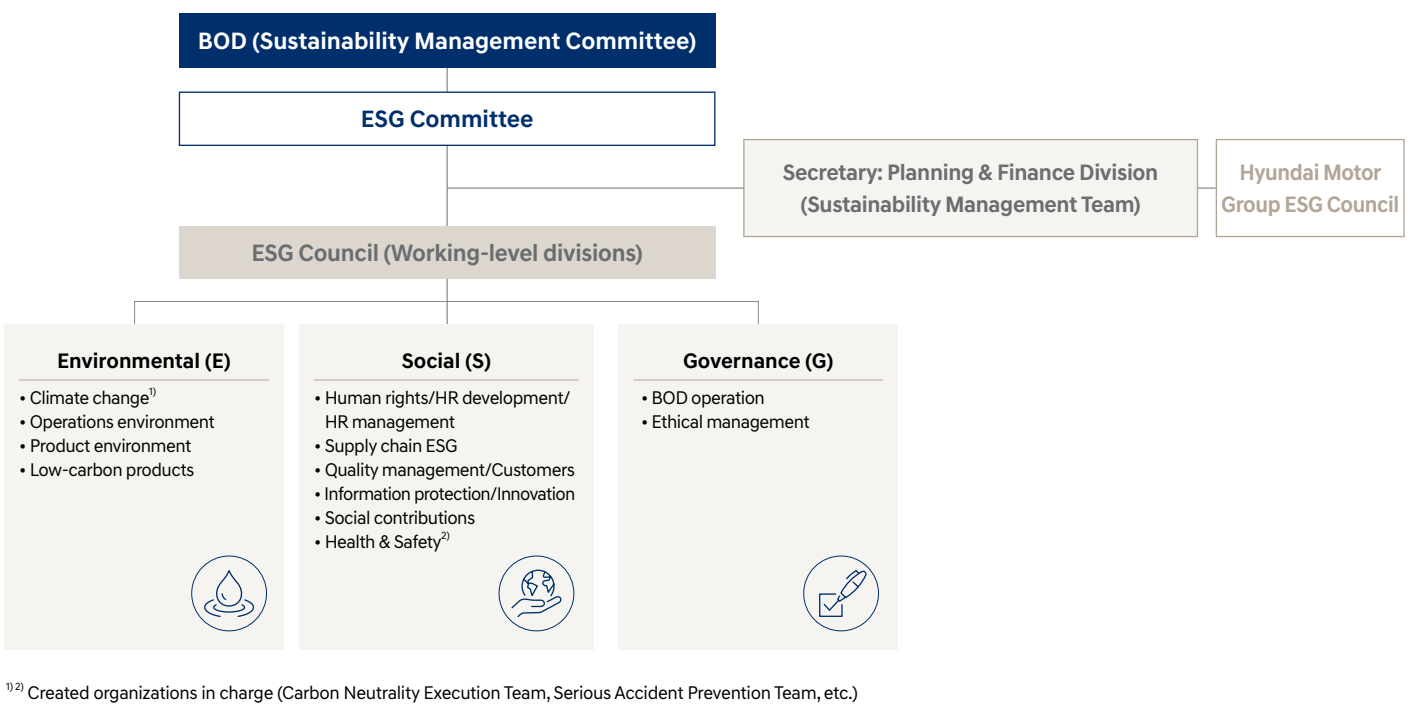 BOD (Sustainability Management Committee)
ESG Committee
Secretary: Planning & Finance Division
(Sustainability Management Team)
Hyundai Motor
Group ESG Council
ESG Council (Working-level divisions)
Environmental (E)
• Climate change1)
• Operations environment
• Product environment
• Low-carbon products
Social (S)
• Human rights/HR development/
HR management
• Supply chain ESG
• Quality management/Customers
• Information protection/Innovation
• Social contributions
• Health & Safety2)
Governance (G)
• BOD operation
• Ethical management
1) 2) Created organizations in charge (Carbon Neutrality Execution Team, Serious Accident Prevention Team, etc.)